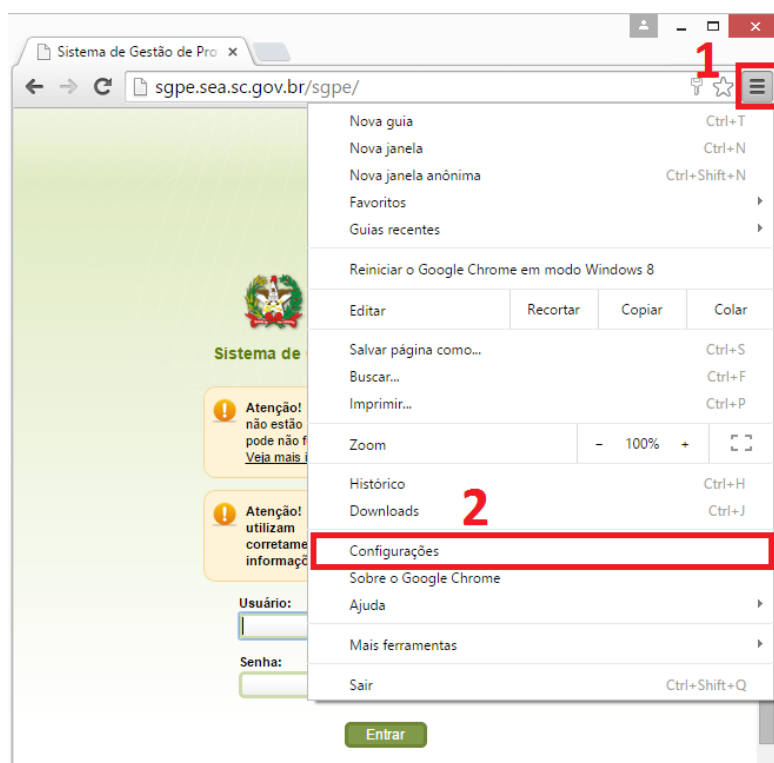 Sistema de Gestão de Pro
1
sgpe.sea.sc.gov.br/sgpe/
Nova guia Ctrl+T
Nova janela Ctrl+N
Nova janela anónima Ctrl+Shift+N
Favoritos
Guias recentes
Reiniciar o Google Chrome em modo Windows 8
Editar Recortar Copiar Colar
Salvar página como... Ctrl+S
Buscar... Ctrl+F
Imprimir... Ctrl+P
Zoom - 100% +
Histórico Ctrl+H
Downloads Ctrl+J
2
Configurações
Sobre o Google Chrome
Ajuda
Mais ferramentas
Sair Ctrl+Shift+Q
Sistema de
Atenção!
não estão
pode não f
Veja mais i
Atenção!
utilizam
corretame
informaçõ
Usuário:
Senha:
Entrar